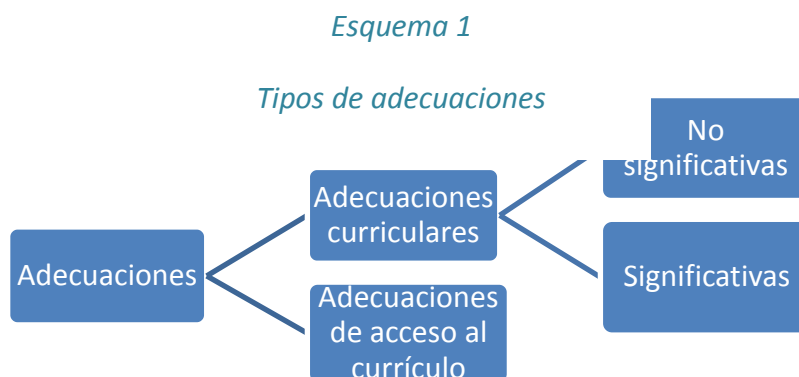 Esquema 1
Tipos de adecuaciones
No
significativas
Adecuaciones
curriculares
Adecuaciones
Significativas
Adecuaciones
de acceso al
currículo